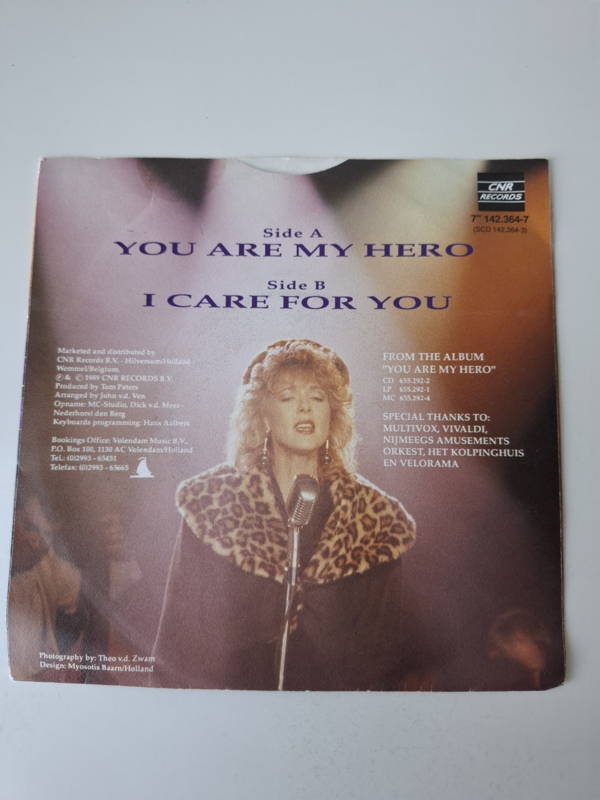 CNR
RECORDS
7" 142.364-7
(SCD 142.364-3)
Side A
YOU ARE MY HERO
Side B
I CARE FOR YOU
Marketed and distributed by
CNR Records B.V. - Hilversum/Holland -
Wemmel/Belgium.
℗ & © 1989 CNR RECORDS B.V.
Produced by Tom Peters
Arranged by John v.d. Ven
Opname: MC-Studio, Dick v.d. Meer -
Nederhorst den Berg
Keyboards programming: Hans Aalbers
Bookings Office: Volendam Music B.V.,
P.O. Box 100, 1130 AC Volendam/Holland
Tel.: (0)2993 - 65451
Telefax: (0)2993 - 65665
FROM THE ALBUM
"YOU ARE MY HERO"
CD 655.292-2
LP 655.292-1
MC 655.292-4
SPECIAL THANKS TO:
MULTIVOX, VIVALDI,
NIJMEEGS AMUSEMENTS
ORKEST, HET KOLPINGHUIS
EN VELORAMA
Photography by: Theo v.d. Zwam
Design: Myosotis Baarn/Holland